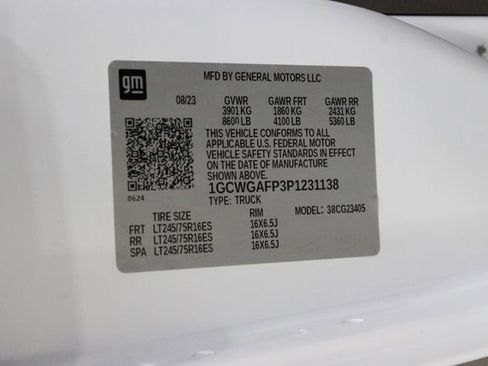 gm
MFD BY GENERAL MOTORS LLC
08/23 GVWR GAWR FRT GAWR RR
3901 KG 1860 KG 2431 KG
8600 LB 4100 LB 5360 LB
THIS VEHICLE CONFORMS TO ALL
APPLICABLE U.S. FEDERAL MOTOR
VEHICLE SAFETY STANDARDS IN EFFECT
ON THE DATE OF MANUFACTURE
SHOWN ABOVE.
1GCWGAFP3P1231138
8624
TYPE: TRUCK MODEL: 38CG23405
TIRE SIZE RIM
FRT LT245/75R16ES 16X6.5J
RR LT245/75R16ES 16X6.5J
SPA LT245/75R16ES 16X6.5J